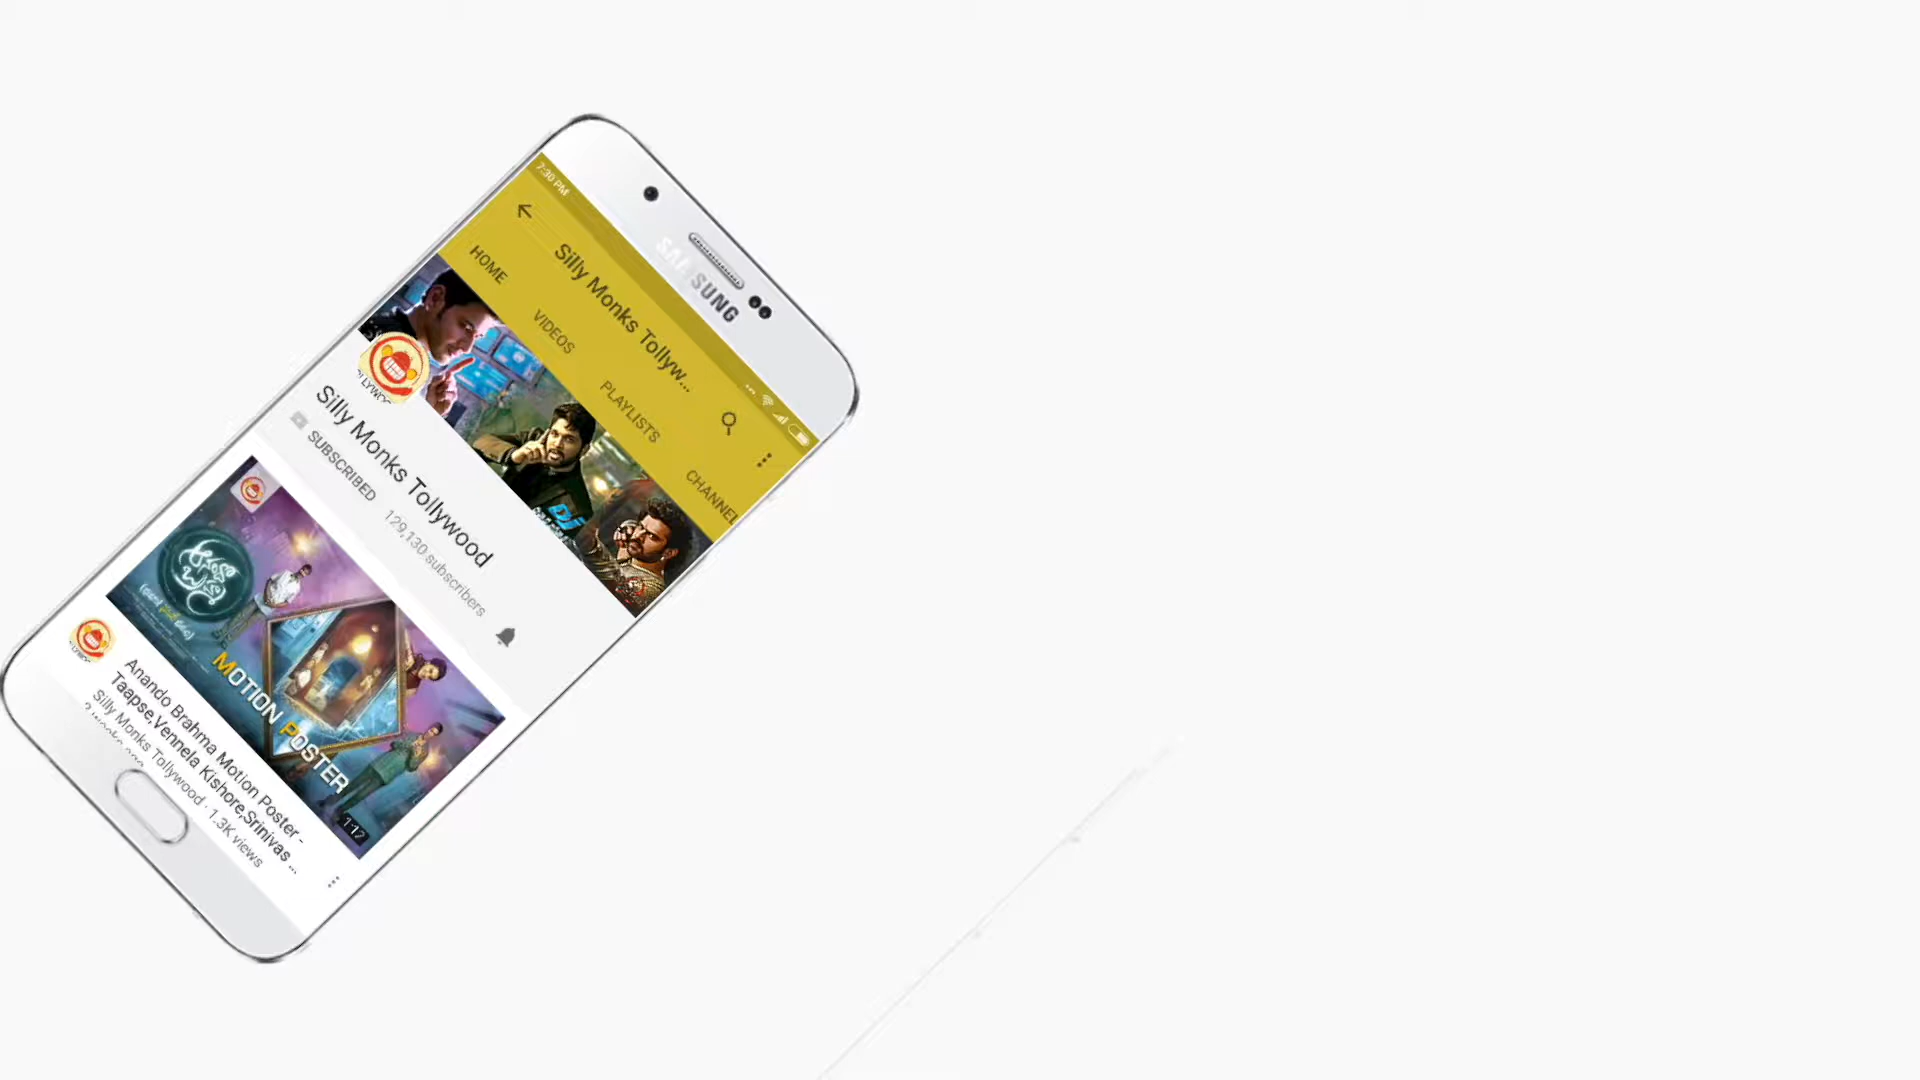 SAMSUNG
7:30 PM
Silly Monks Tollyw...
HOME VIDEOS PLAYLISTS CHANNEL
DJ
Silly Monks Tollywood
SUBSCRIBED 129,130 subscribers
MOTION POSTER
1:12
Anando Brahma Motion Poster -
Taapse,Vennela Kishore,Srinivas ...
Silly Monks Tollywood · 1.3K views